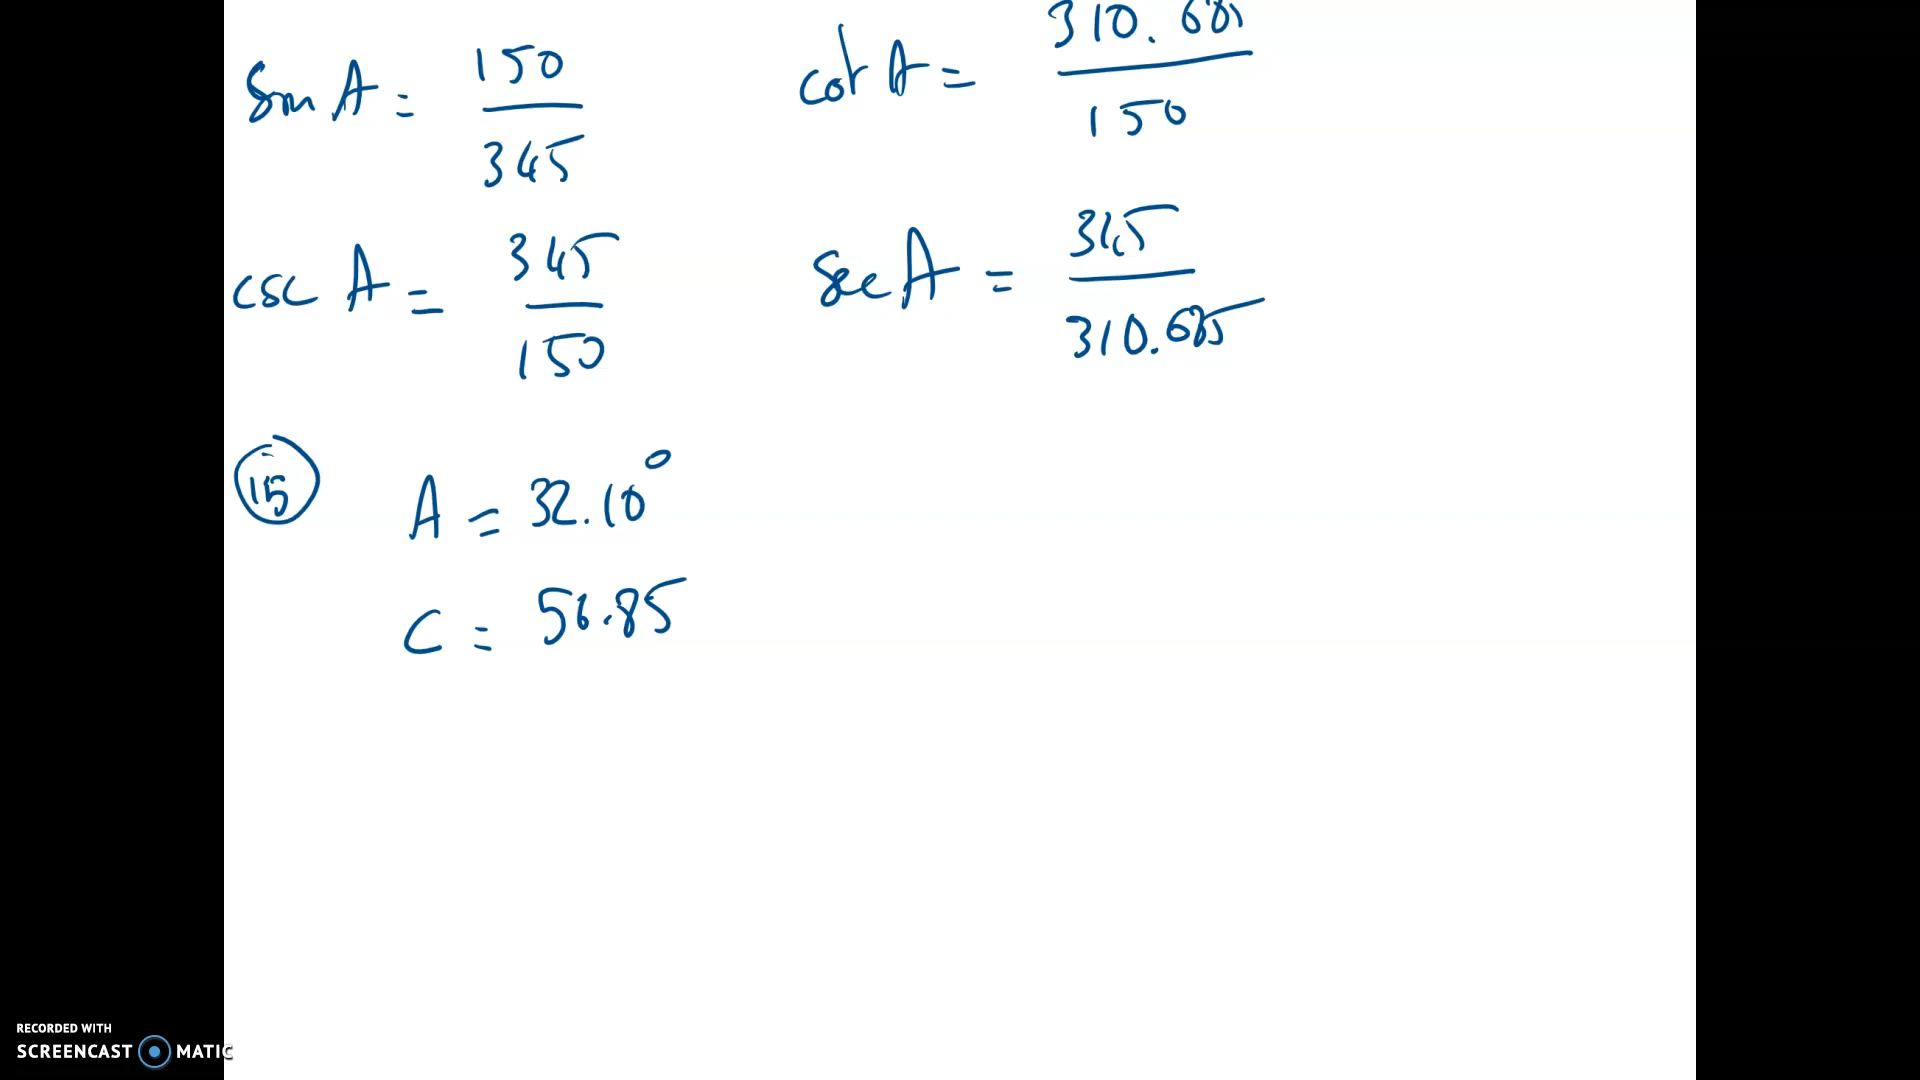 sin A = 150/345
cot A = 310.685/150
csc A = 345/150
sec A = 345/310.685
15
A = 32.10°
C = 56.85
RECORDED WITH
SCREENCAST MATIC